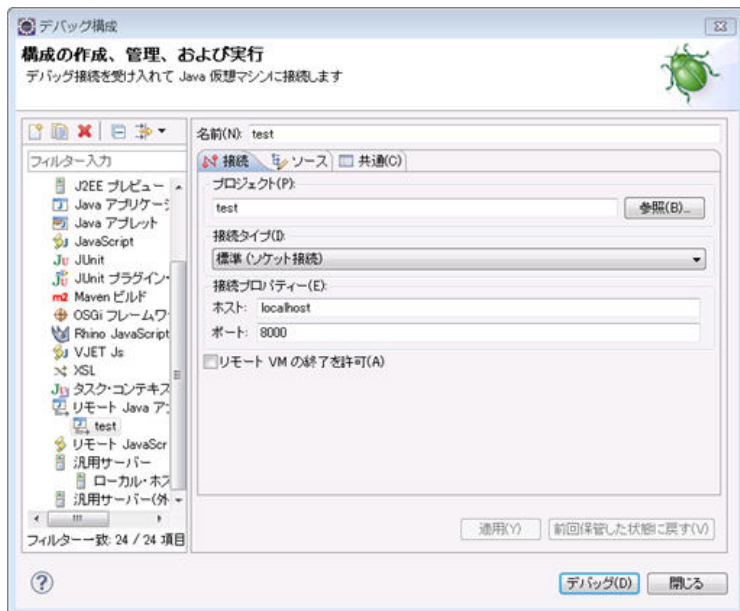 デバッグ構成
構成の作成、管理、および実行
デバッグ接続を受け入れて Java 仮想マシンに接続します
フィルター入力
J2EE プレビュー
Java アプリケーシ
Java アプレット
JavaScript
JUnit
JUnit プラグイン・
Maven ビルド
OSGi フレームワ
Rhino JavaScript
VJET Js
XSL
タスク・コンテキス
リモート Java ア
test
リモート JavaScr
汎用サーバー
ローカル・ホス
汎用サーバー(外
フィルター一致: 24 / 24 項目
名前(N): test
接続 ソース 共通(C)
プロジェクト(P):
test 参照(B)...
接続タイプ(I):
標準 (ソケット接続)
接続プロパティー(E):
ホスト: localhost
ポート: 8000
リモート VM の終了を許可(A)
適用(Y) 前回保管した状態に戻す(V)
デバッグ(D) 閉じる